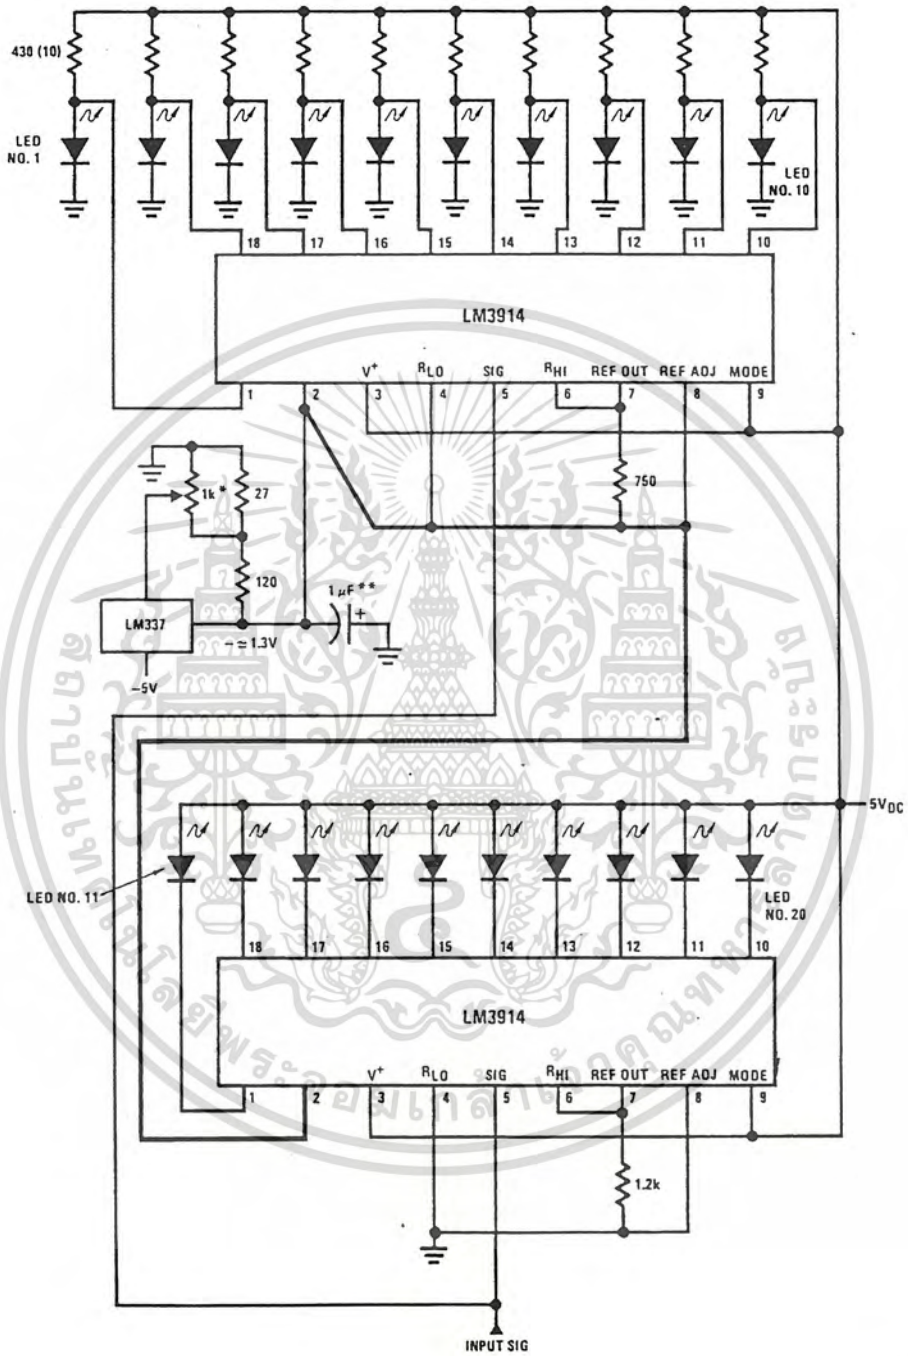 430 (10)
LED
NO. 1
LED
NO. 10
18 17 16 15 14 13 12 11 10
LM3914
V+ RLO SIG RHI REF OUT REF ADJ MODE
1 2 3 4 5 6 7 8 9
1k* 27
750
120
1 μF**
LM337
−≃1.3V
−5V
5VDC
LED NO. 11
LED
NO. 20
18 17 16 15 14 13 12 11 10
LM3914
V+ RLO SIG RHI REF OUT REF ADJ MODE
1 2 3 4 5 6 7 8 9
1.2k
INPUT SIG